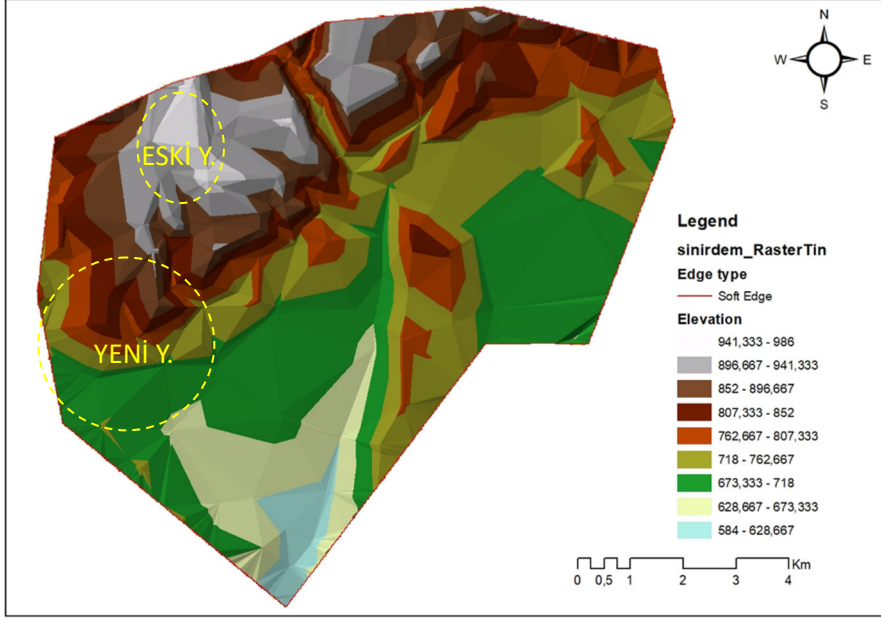 N
W E
S
ESKİ Y.
YENİ Y.
Legend
sinirdem_RasterTin
Edge type
Soft Edge
Elevation
941,333 - 986
896,667 - 941,333
852 - 896,667
807,333 - 852
762,667 - 807,333
718 - 762,667
673,333 - 718
628,667 - 673,333
584 - 628,667
Km
0 0,5 1 2 3 4